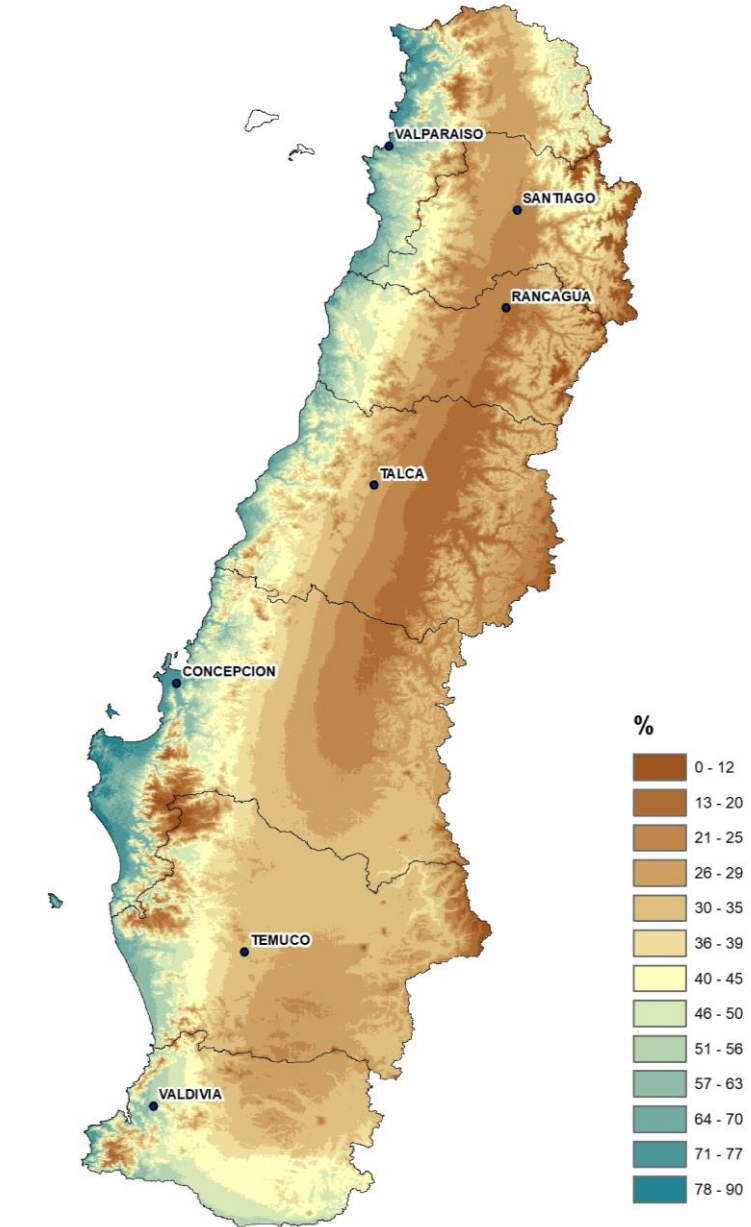 VALPARAISO
SANTIAGO
RANCAGUA
TALCA
CONCEPCION
TEMUCO
VALDIVIA
%
0 - 12
13 - 20
21 - 25
26 - 29
30 - 35
36 - 39
40 - 45
46 - 50
51 - 56
57 - 63
64 - 70
71 - 77
78 - 90